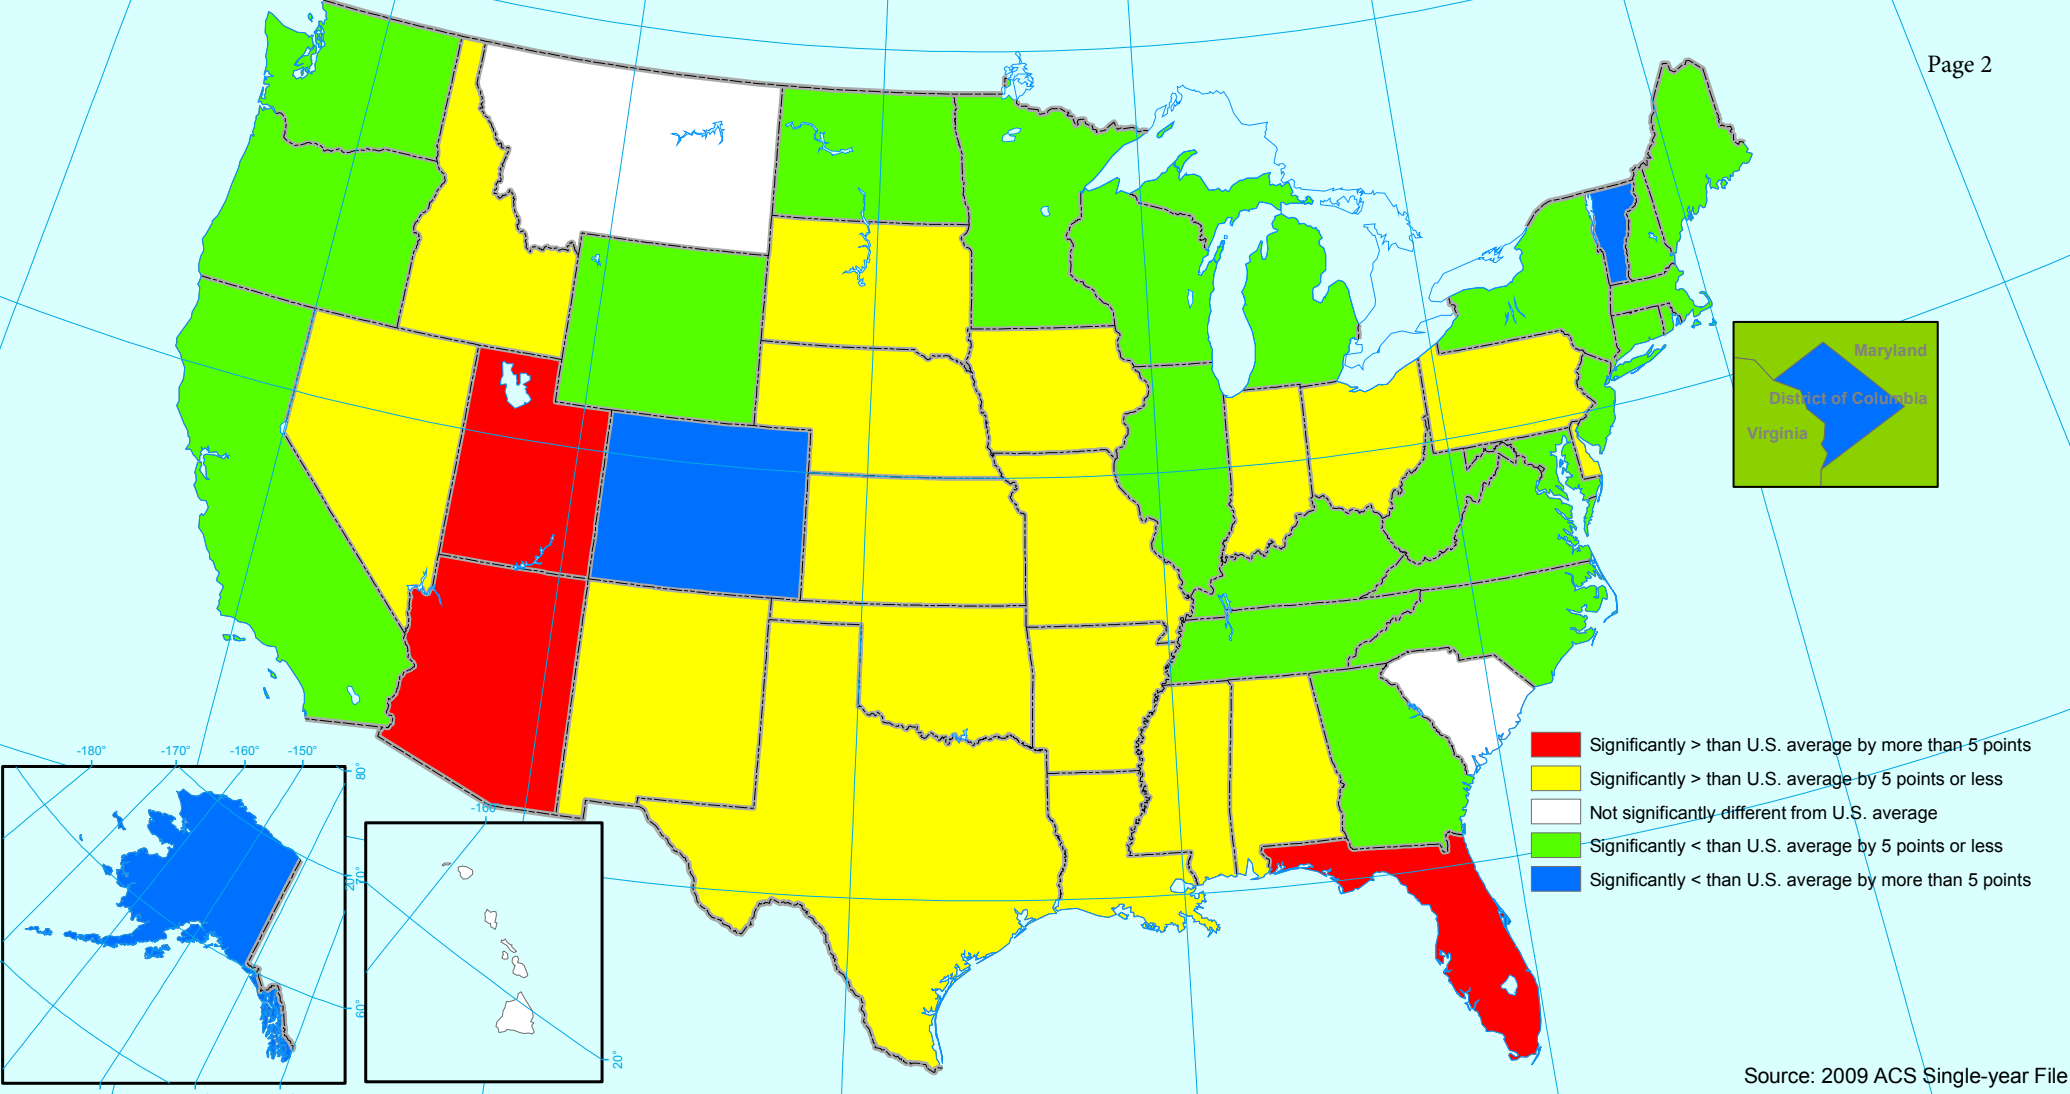 Page 2
Maryland
District of Columbia
Virginia
Significantly > than U.S. average by more than 5 points
Significantly > than U.S. average by 5 points or less
Not significantly different from U.S. average
Significantly < than U.S. average by 5 points or less
Significantly < than U.S. average by more than 5 points
-180° -170° -160° -150°
80°
70°
60°
-160
20°
20°
Source: 2009 ACS Single-year File